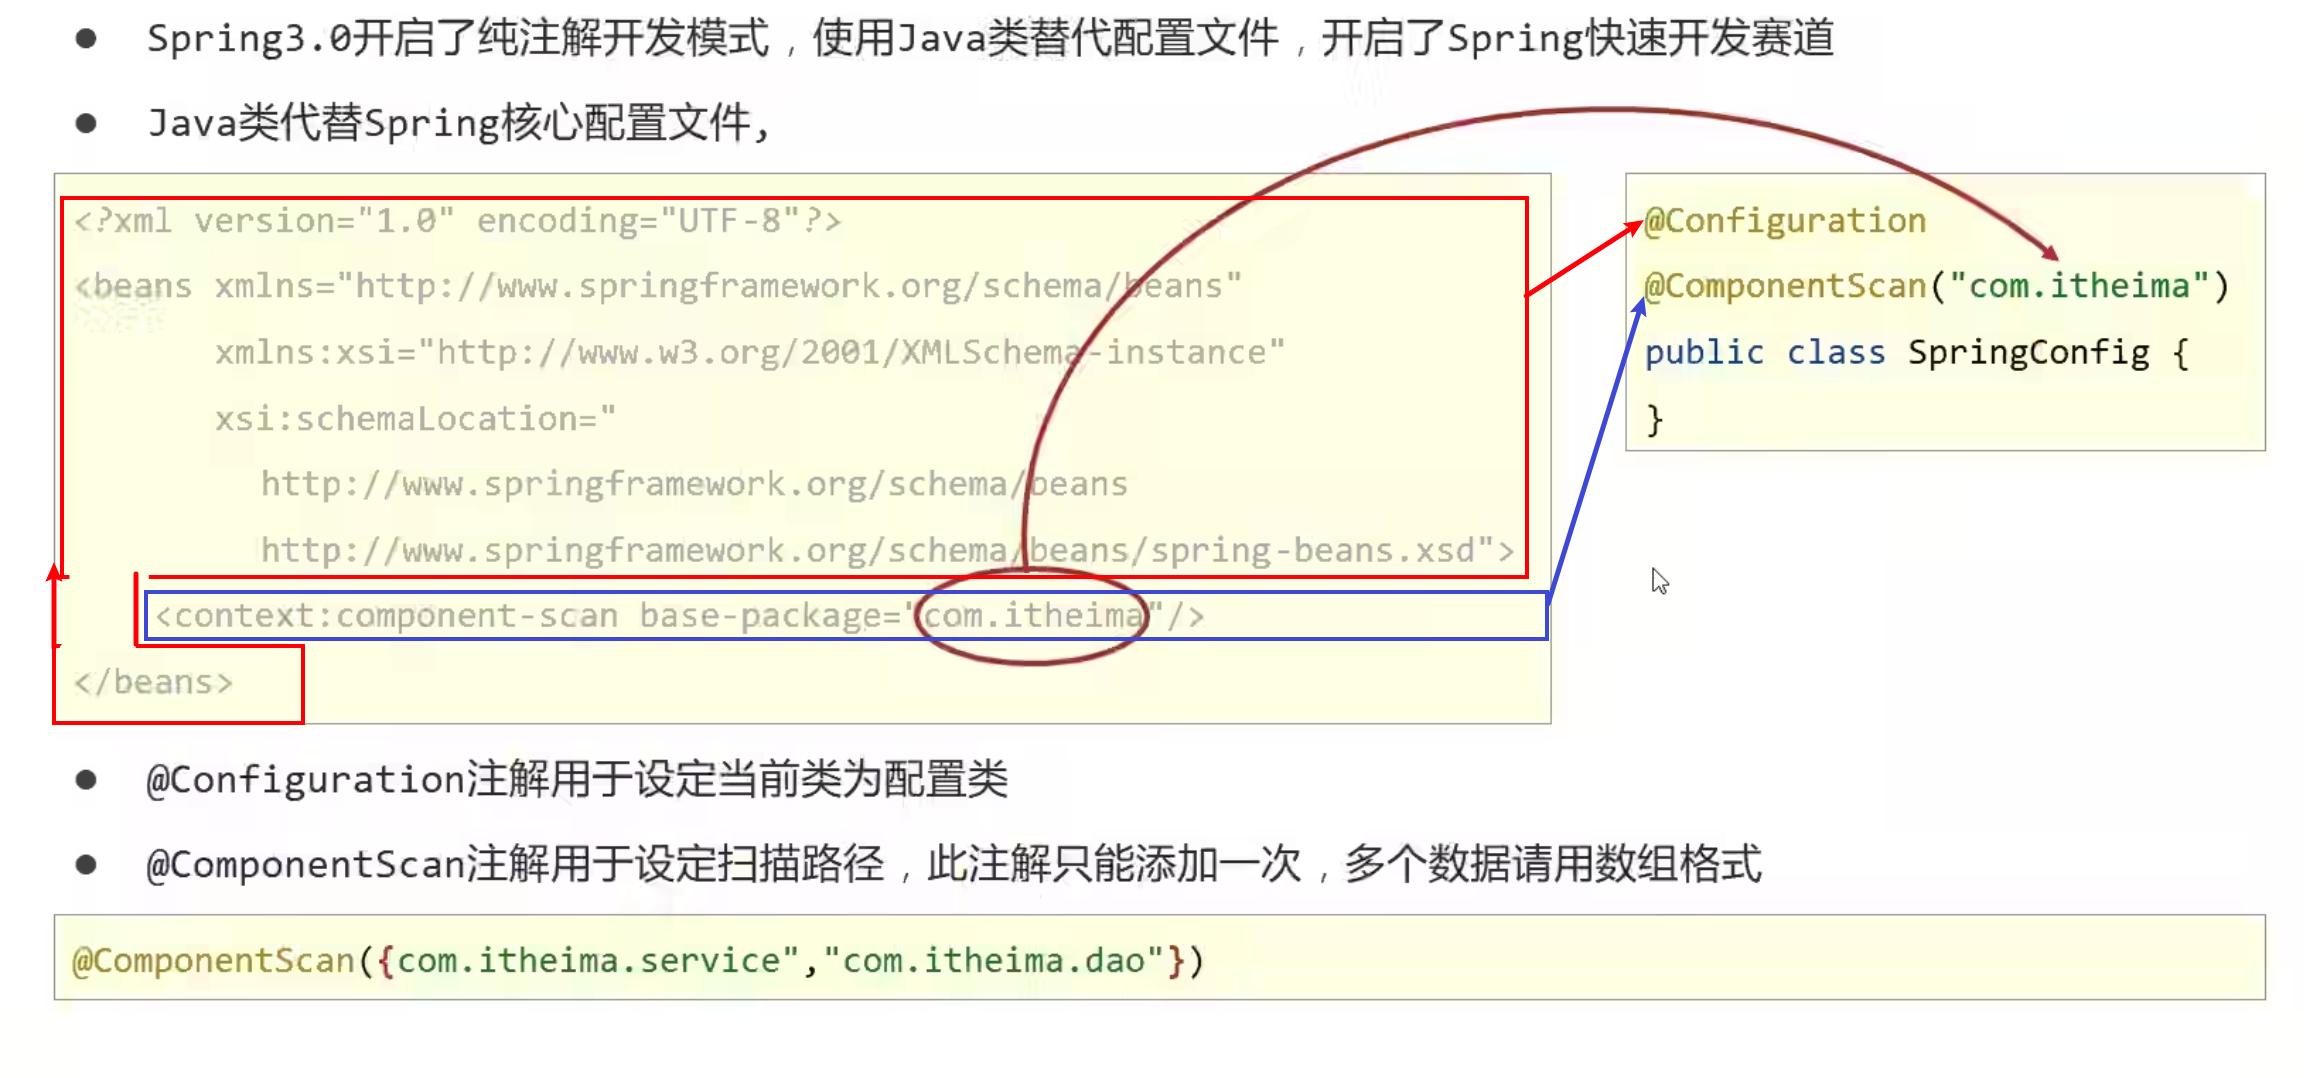 ● Spring3.0开启了纯注解开发模式，使用Java类替代配置文件，开启了Spring快速开发赛道
● Java类代替Spring核心配置文件,
<?xml version="1.0" encoding="UTF-8"?>
<beans xmlns="http://www.springframework.org/schema/beans"
xmlns:xsi="http://www.w3.org/2001/XMLSchema-instance"
xsi:schemaLocation="
http://www.springframework.org/schema/beans
http://www.springframework.org/schema/beans/spring-beans.xsd">
<context:component-scan base-package="com.itheima"/>
</beans>
@Configuration
@ComponentScan("com.itheima")
public class SpringConfig {
}
● @Configuration注解用于设定当前类为配置类
● @ComponentScan注解用于设定扫描路径，此注解只能添加一次，多个数据请用数组格式
@ComponentScan({com.itheima.service","com.itheima.dao"})